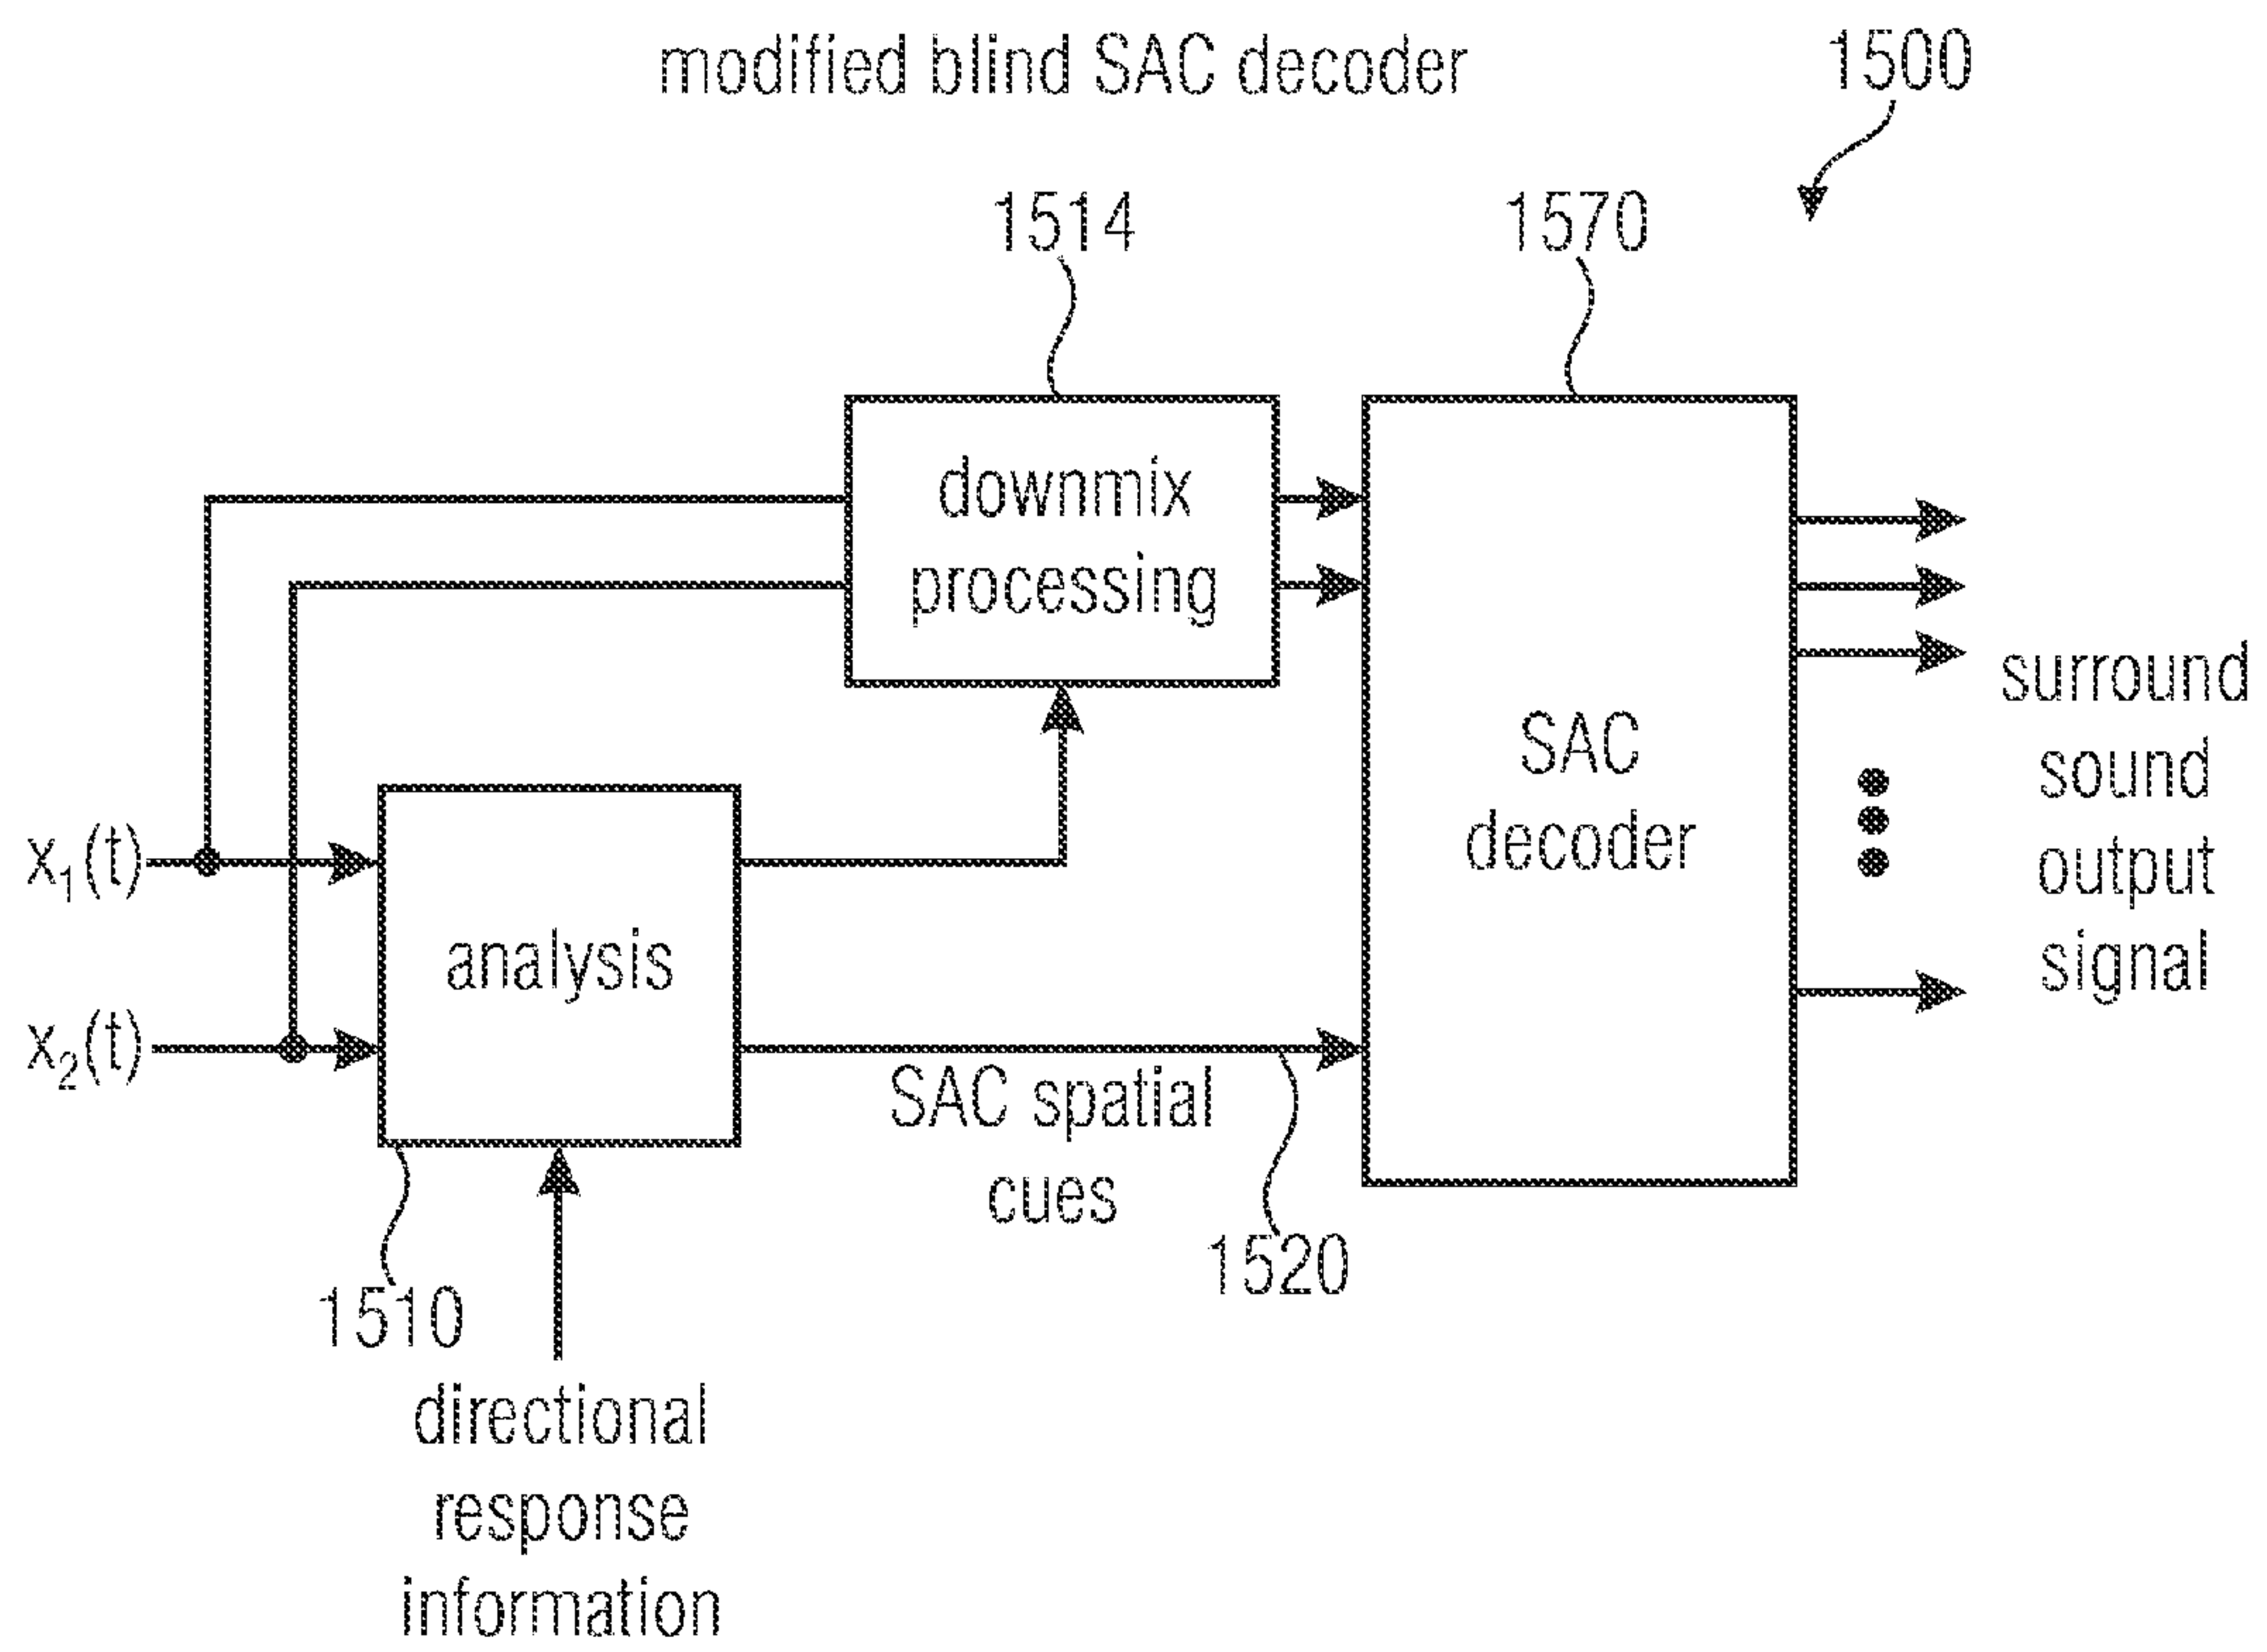 modified blind SAC decoder
1500
1514
1570
downmix
processing
SAC
decoder
surround
sound
output
signal
x₁(t)
analysis
x₂(t)
SAC spatial
cues
1520
1510
directional
response
information